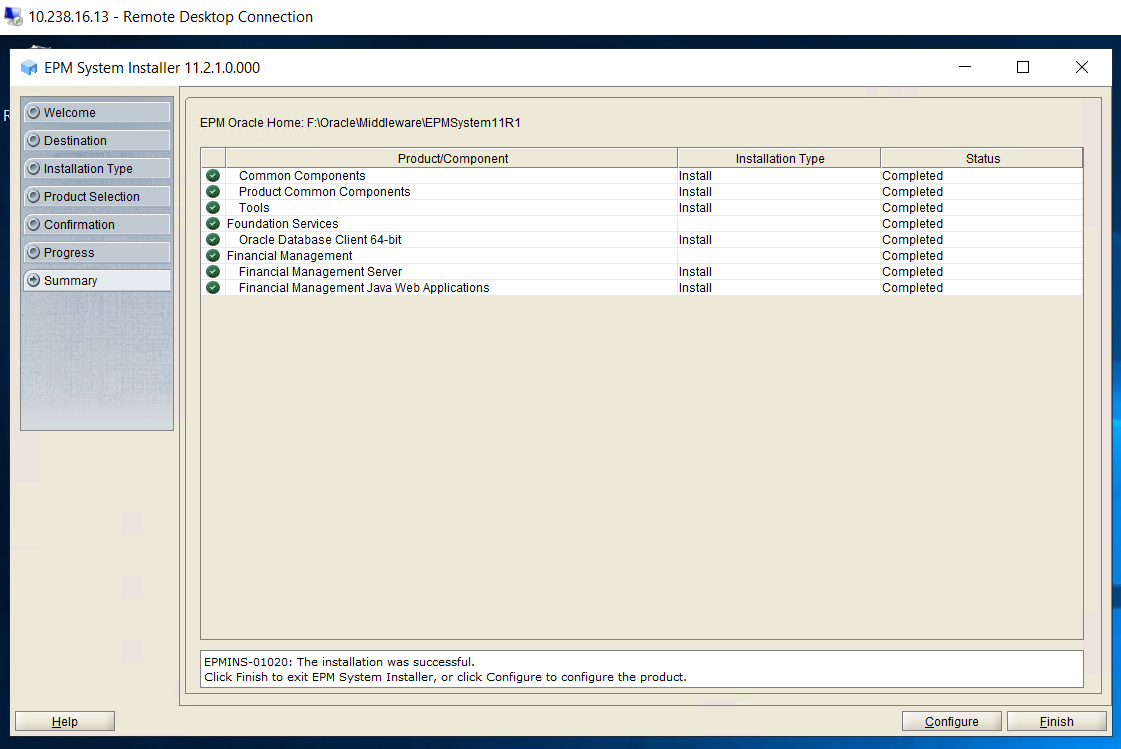 10.238.16.13 - Remote Desktop Connection
EPM System Installer 11.2.1.0.000
Welcome
Destination
Installation Type
Product Selection
Confirmation
Progress
Summary
EPM Oracle Home: F:\Oracle\Middleware\EPMSystem11R1
Product/Component Installation Type Status
Common Components Install Completed
Product Common Components Install Completed
Tools Install Completed
Foundation Services Completed
Oracle Database Client 64-bit Install Completed
Financial Management Completed
Financial Management Server Install Completed
Financial Management Java Web Applications Install Completed
EPMINS-01020: The installation was successful.
Click Finish to exit EPM System Installer, or click Configure to configure the product.
Help Configure Finish